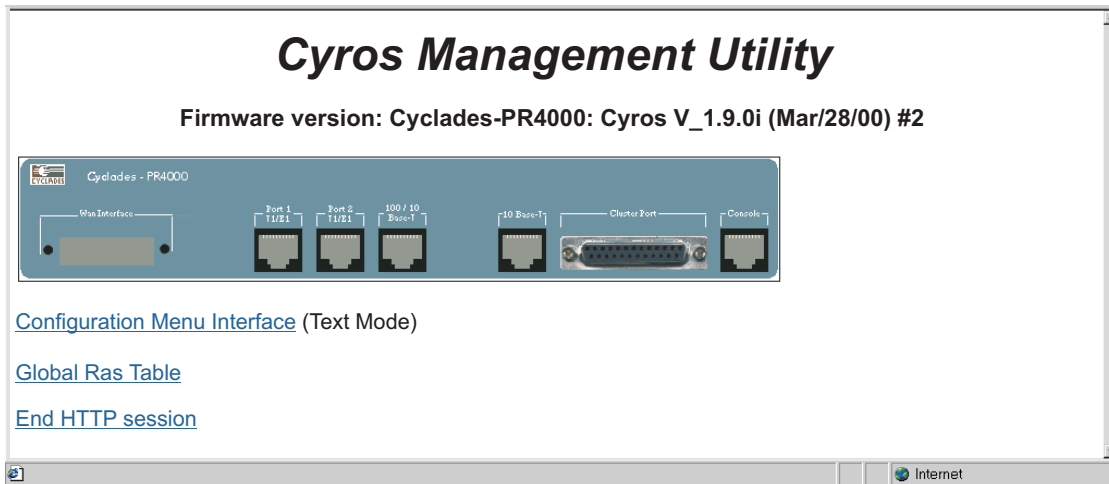 Cyros Management Utility
Firmware version: Cyclades-PR4000: Cyros V_1.9.0i (Mar/28/00) #2
CYCLADES
Cyclades - PR4000
Wan Interface
Port 1
T1/E1
Port 2
T1/E1
100 / 10
Base-T
10 Base-T
Cluster Port
Console
Configuration Menu Interface (Text Mode)
Global Ras Table
End HTTP session
Internet